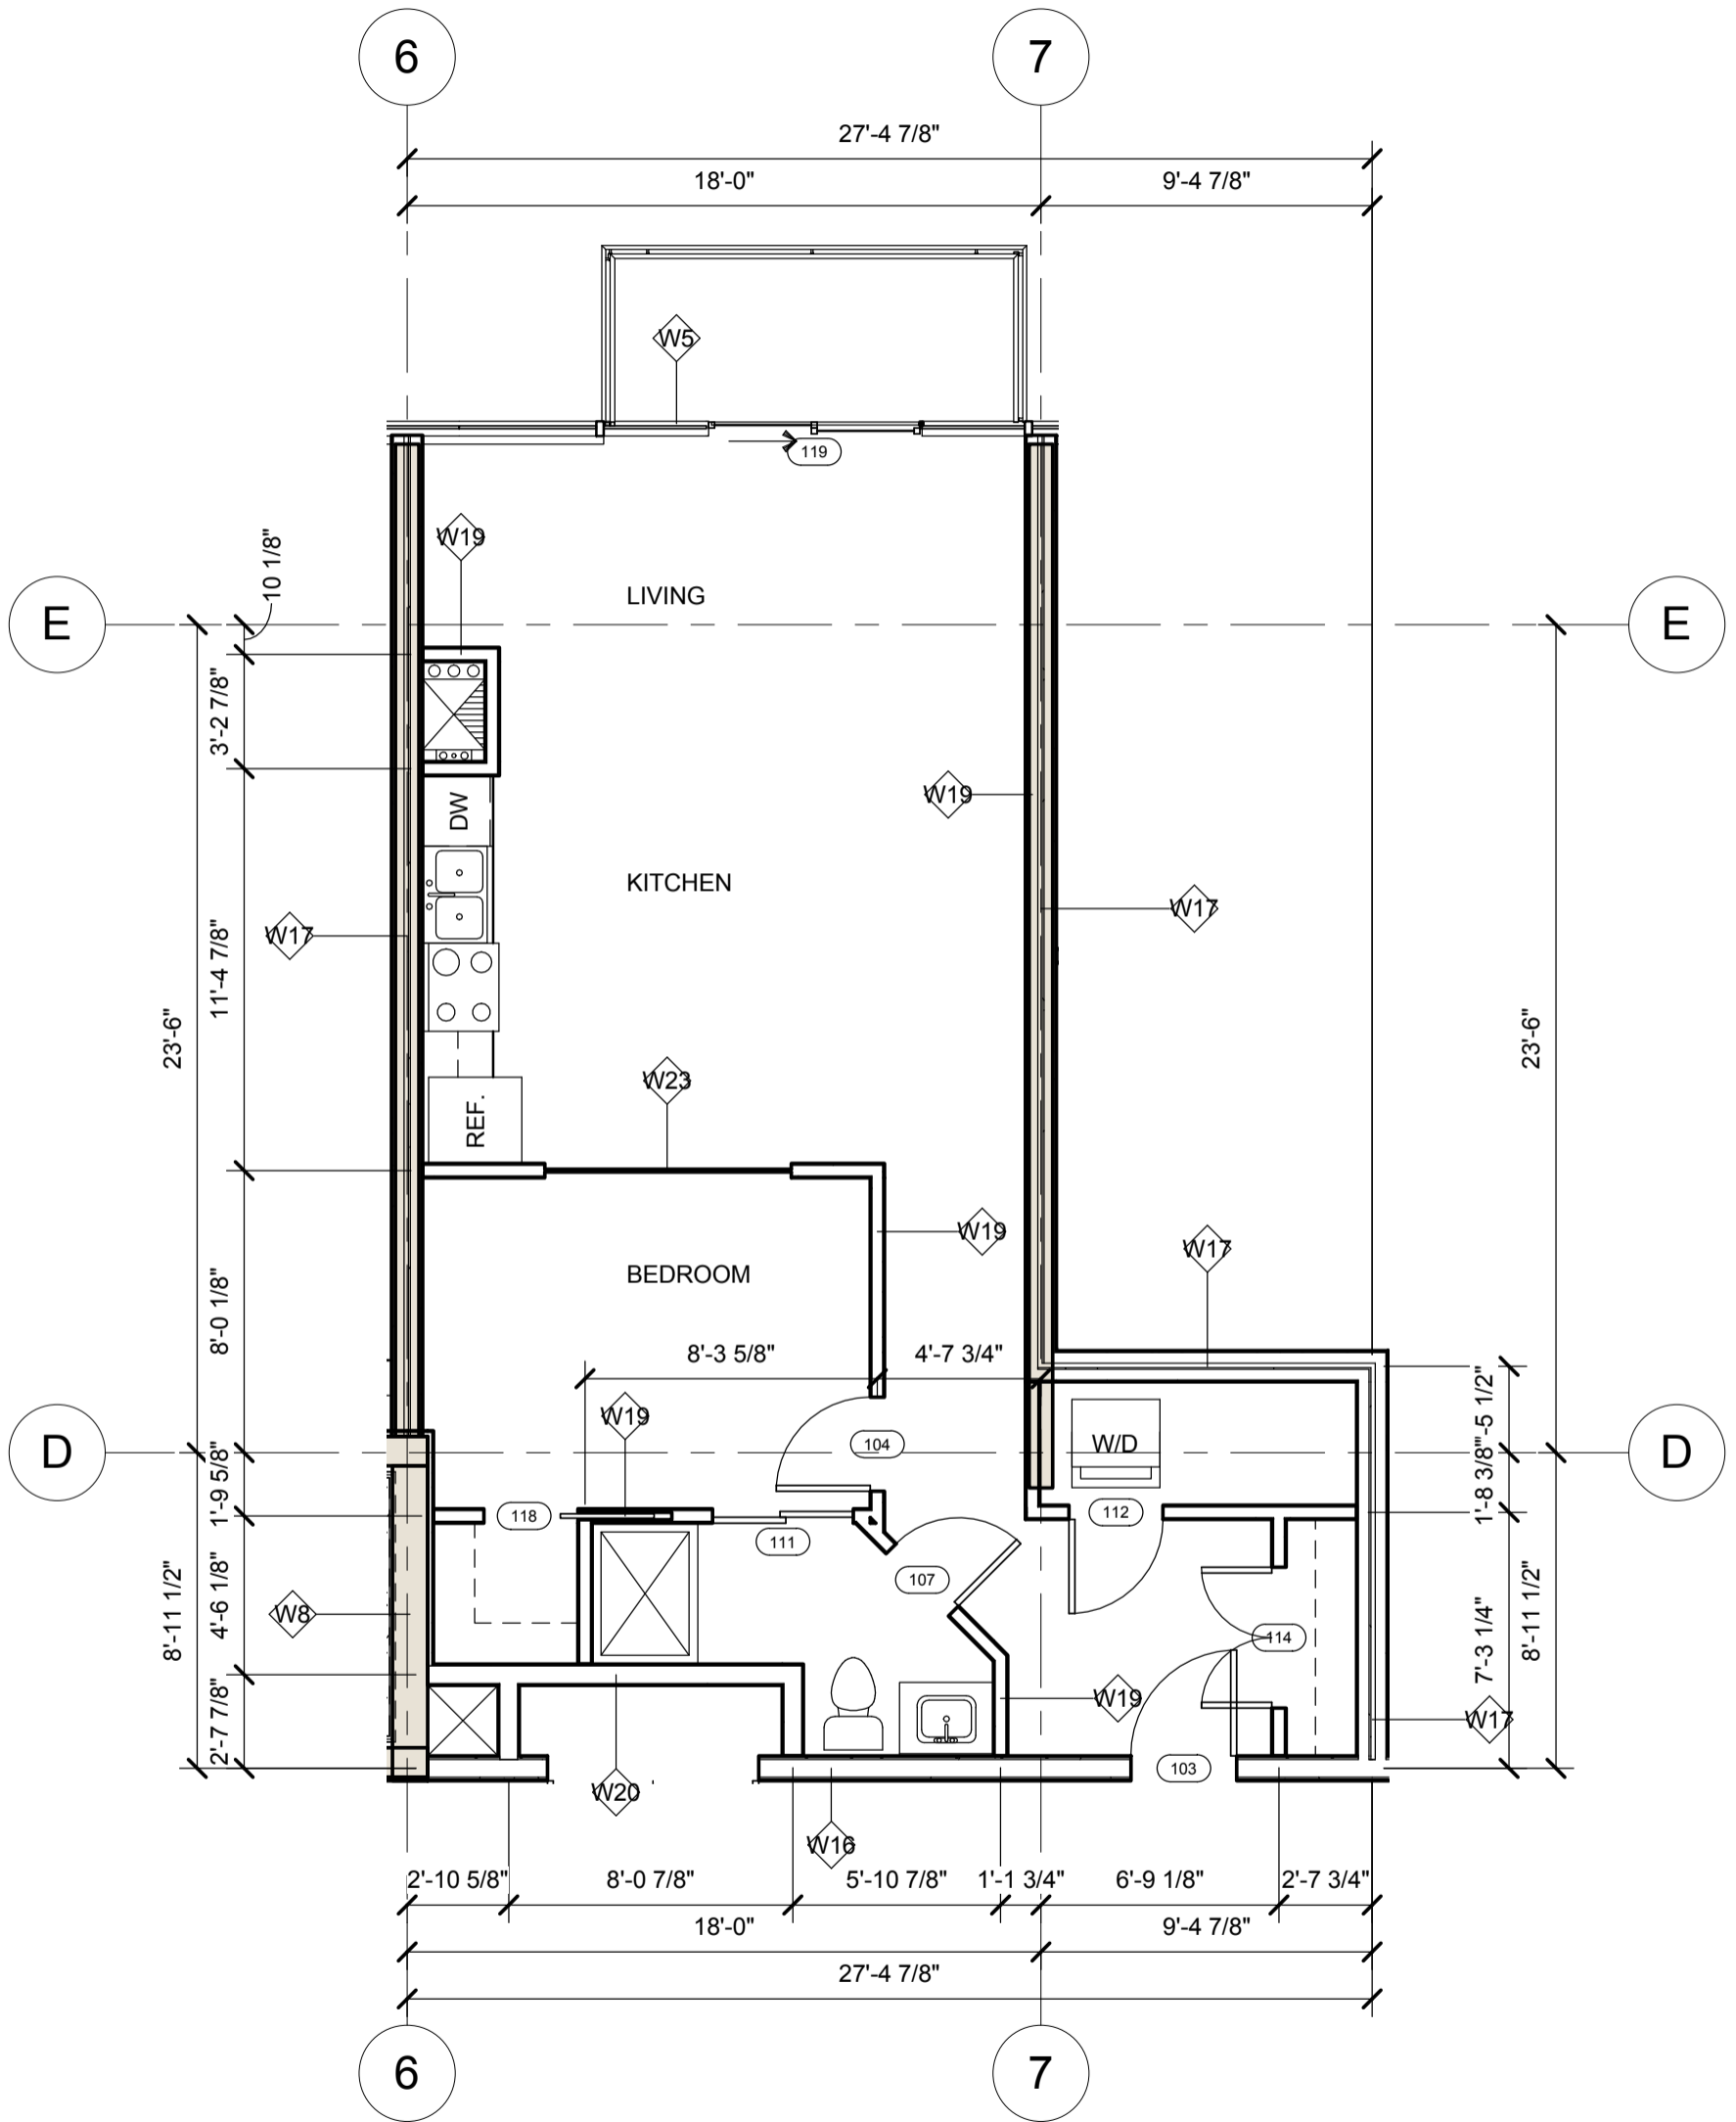 6
7
27'-4 7/8"
18'-0"
9'-4 7/8"
W5
119
W19
10 1/8"
LIVING
E
E
3'-2 7/8"
DW
W19
KITCHEN
W17
W17
11'-4 7/8"
23'-6"
23'-6"
W23
REF.
W19
W17
BEDROOM
8'-0 1/8"
8'-3 5/8"
4'-7 3/4"
W19
104
W/D
D
D
1'-9 5/8"
118
111
112
1'-8 3/8"
'-5 1/2"
107
4'-6 1/8"
8'-11 1/2"
W8
114
7'-3 1/4"
8'-11 1/2"
W19
W17
2'-7 7/8"
103
W20
W16
2'-10 5/8"
8'-0 7/8"
5'-10 7/8"
1'-1 3/4"
6'-9 1/8"
2'-7 3/4"
18'-0"
9'-4 7/8"
27'-4 7/8"
6
7